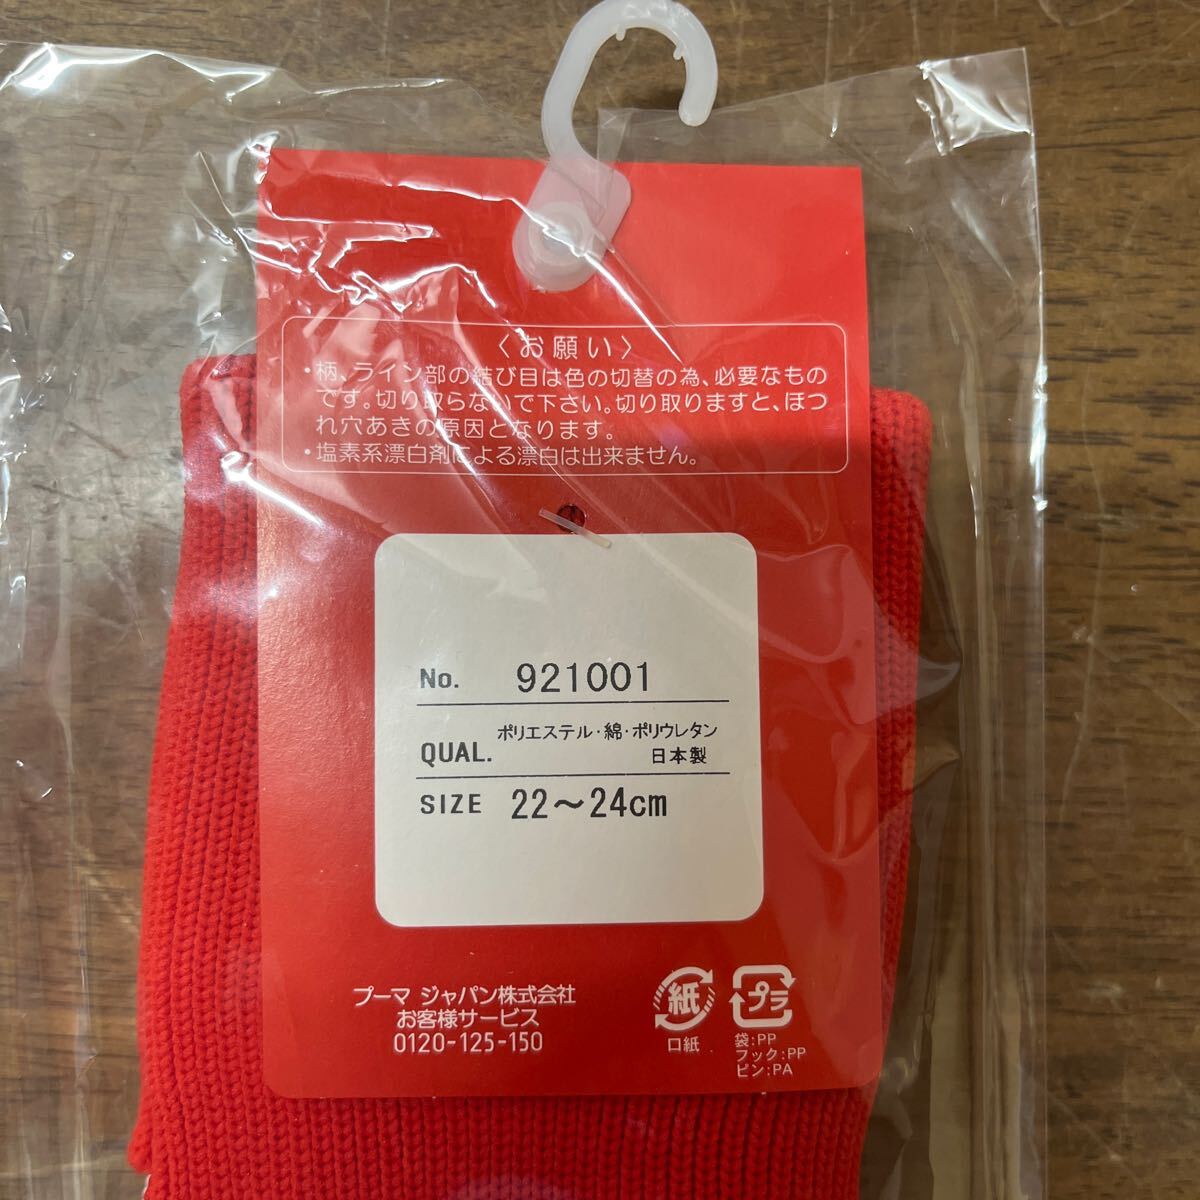 〈お願い〉
・柄、ライン部の結び目は色の切替の為、必要なもの
です。切り取らないで下さい。切り取りますと、ほつ
れ穴あきの原因となります。
・塩素系漂白剤による漂白は出来ません。
No. 921001
QUAL. ポリエステル・綿・ポリウレタン
日本製
SIZE 22～24cm
プーマ ジャパン株式会社
お客様サービス
0120-125-150
紙
口紙
プラ
袋:PP
フック:PP
ピン:PA